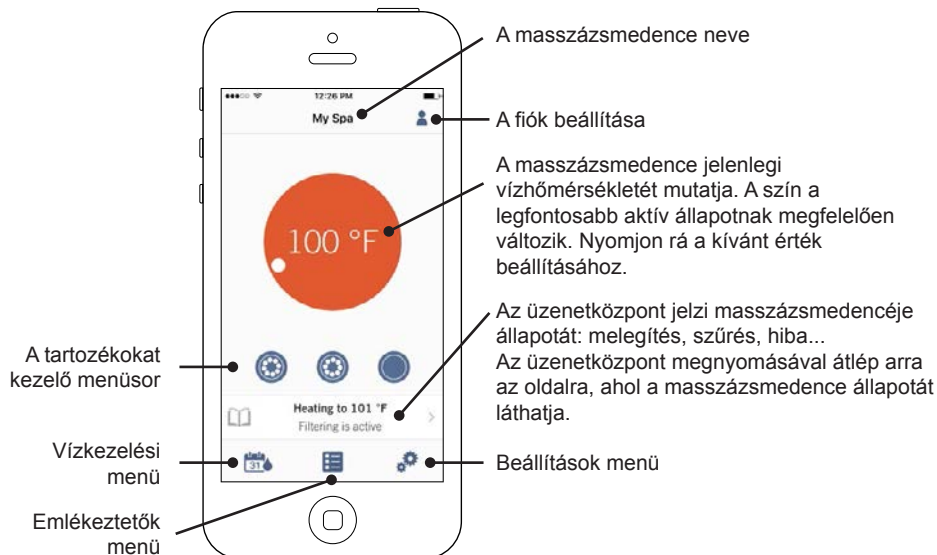 A masszázsmedence neve
12:26 PM
My Spa
A fiók beállítása
A masszázsmedence jelenlegi
vízhőmérsékletét mutatja. A szín a
legfontosabb aktív állapotnak megfelelően
változik. Nyomjon rá a kívánt érték
beállításához.
100 °F
Az üzenetközpont jelzi masszázsmedencéje
állapotát: melegítés, szűrés, hiba...
Az üzenetközpont megnyomásával átlép arra
az oldalra, ahol a masszázsmedence állapotát
láthatja.
A tartozékokat
kezelő menüsor
Heating to 101 °F
Filtering is active
Vízkezelési
menü
31
Beállítások menü
Emlékeztetők
menü